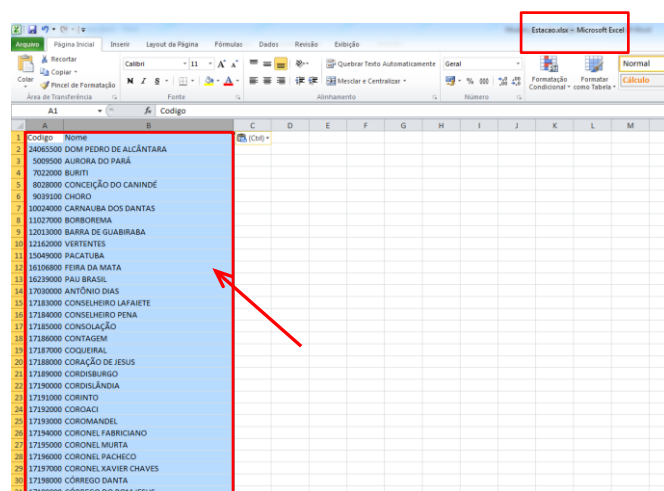 Estacao.xlsx - Microsoft Excel
Arquivo Página Inicial Inserir Layout da Página Fórmulas Dados Revisão Exibição
Colar
Recortar
Copiar
Pincel de Formatação
Área de Transferência
Calibri 11
N I S
Fonte
Quebrar Texto Automaticamente
Mesclar e Centralizar
Alinhamento
Geral
% 000
Número
Formatação Condicional
Formatar como Tabela
Normal
Cálculo
A1 fx Codigo
A B C D E F G H I J K L M
1 Codigo Nome (Ctrl)
2 24065500 DOM PEDRO DE ALCÂNTARA
3 5009500 AURORA DO PARÁ
4 7022000 BURITI
5 8028000 CONCEIÇÃO DO CANINDÉ
6 9039100 CHORO
7 10024000 CARNAUBA DOS DANTAS
8 11027000 BORBOREMA
9 12013000 BARRA DE GUABIRABA
10 12162000 VERTENTES
11 15049000 PACATUBA
12 16106800 FEIRA DA MATA
13 16239000 PAU BRASIL
14 17030000 ANTÔNIO DIAS
15 17183000 CONSELHEIRO LAFAIETE
16 17184000 CONSELHEIRO PENA
17 17185000 CONSOLAÇÃO
18 17186000 CONTAGEM
19 17187000 COQUEIRAL
20 17188000 CORAÇÃO DE JESUS
21 17189000 CORDISBURGO
22 17190000 CORDISLÂNDIA
23 17191000 CORINTO
24 17192000 COROACI
25 17193000 COROMANDEL
26 17194000 CORONEL FABRICIANO
27 17195000 CORONEL MURTA
28 17196000 CORONEL PACHECO
29 17197000 CORONEL XAVIER CHAVES
30 17198000 CÓRREGO DANTA